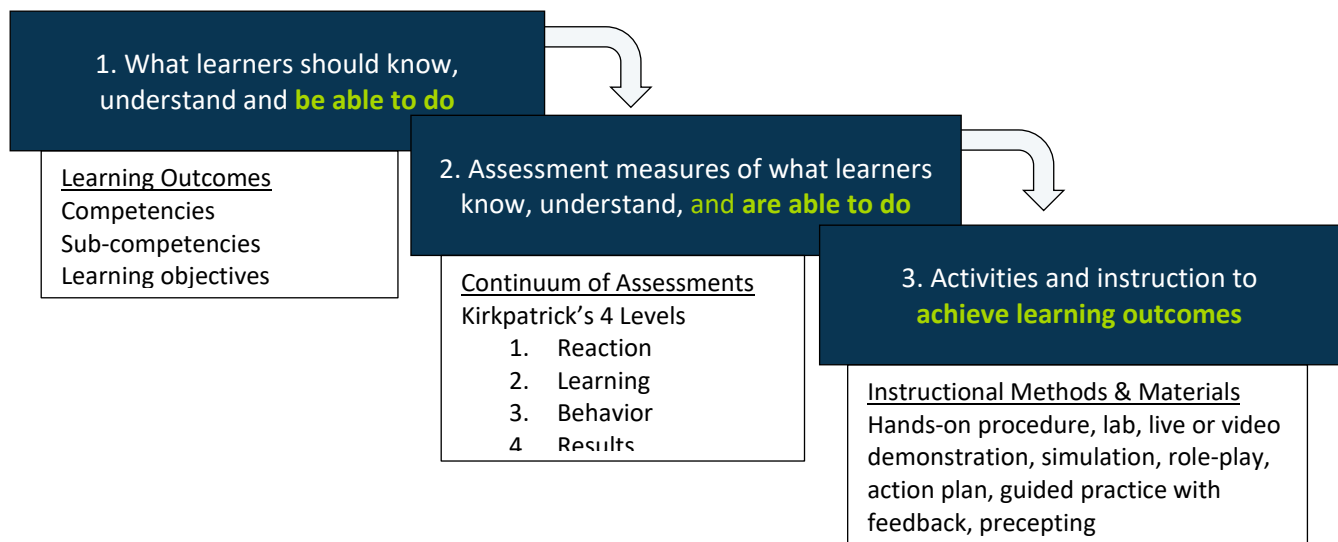 1. What learners should know,
understand and be able to do
Learning Outcomes
Competencies
Sub-competencies
Learning objectives
2. Assessment measures of what learners
know, understand, and are able to do
Continuum of Assessments
Kirkpatrick’s 4 Levels
1. Reaction
2. Learning
3. Behavior
4 Results
3. Activities and instruction to
achieve learning outcomes
Instructional Methods & Materials
Hands-on procedure, lab, live or video
demonstration, simulation, role-play,
action plan, guided practice with
feedback, precepting